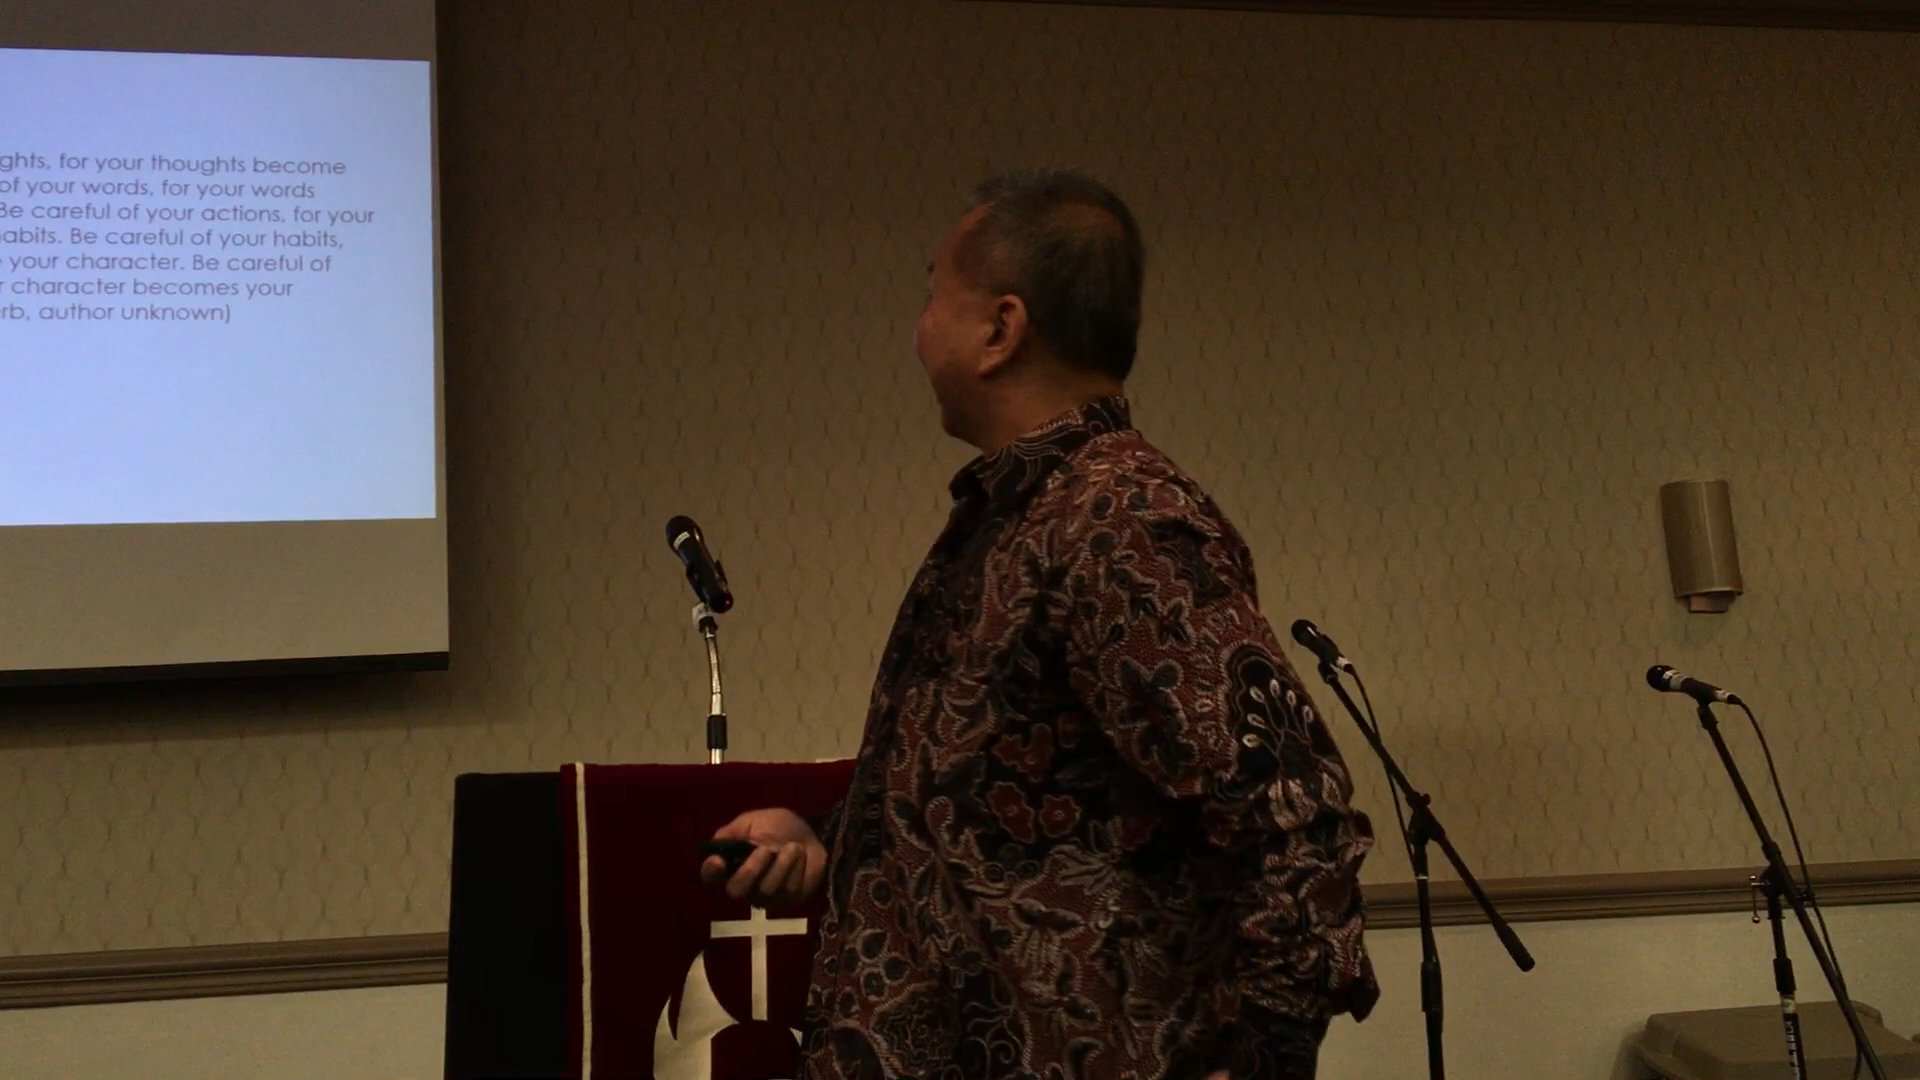 ghts, for your thoughts become
of your words, for your words
Be careful of your actions, for your
abits. Be careful of your habits,
your character. Be careful of
r character becomes your
rb, author unknown)